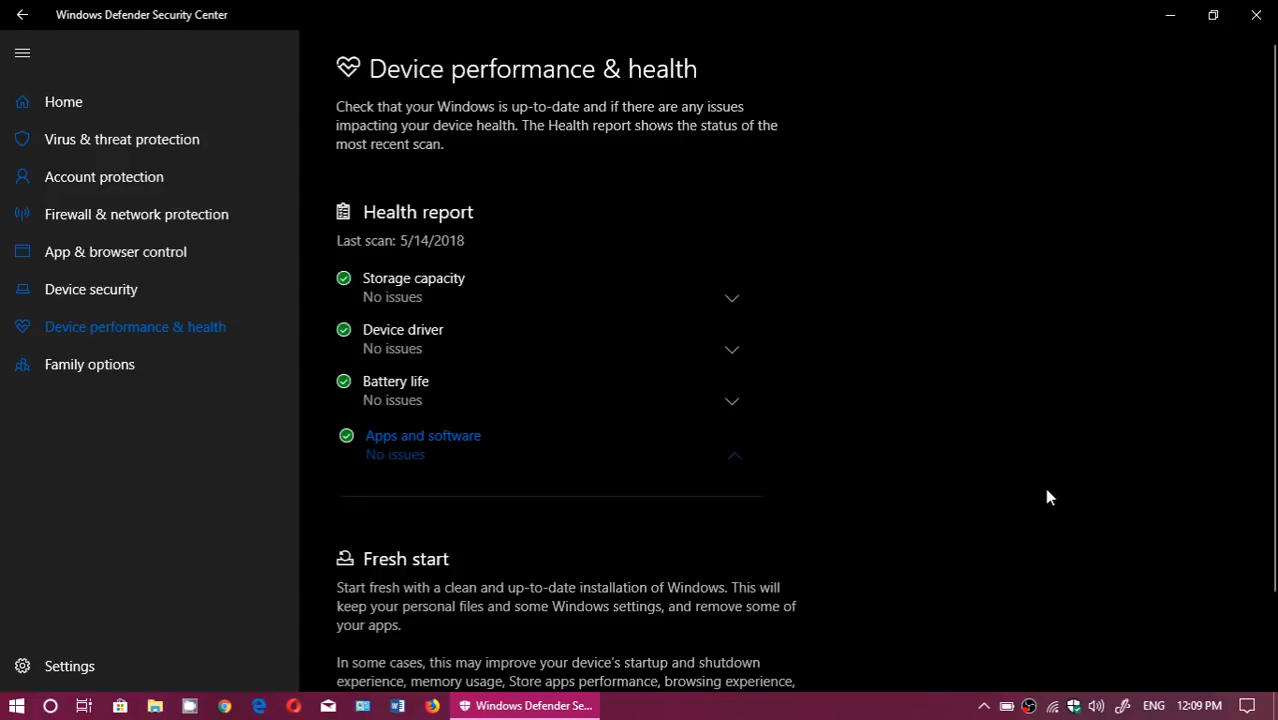 Windows Defender Security Center
Home
Virus & threat protection
Account protection
Firewall & network protection
App & browser control
Device security
Device performance & health
Family options
Settings
Device performance & health
Check that your Windows is up-to-date and if there are any issues
impacting your device health. The Health report shows the status of the
most recent scan.
Health report
Last scan: 5/14/2018
Storage capacity
No issues
Device driver
No issues
Battery life
No issues
Apps and software
No issues
Fresh start
Start fresh with a clean and up-to-date installation of Windows. This will
keep your personal files and some Windows settings, and remove some of
your apps.
In some cases, this may improve your device's startup and shutdown
experience, memory usage, Store apps performance, browsing experience,
Windows Defender Se...
ENG
12:09 PM